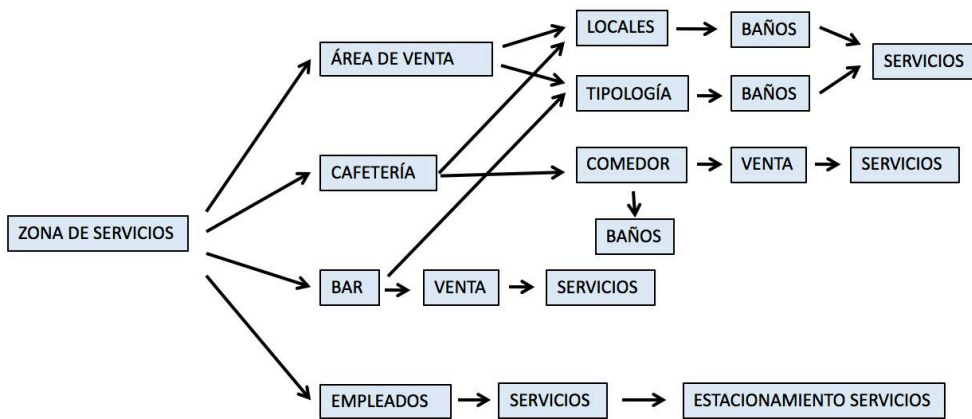 LOCALES
BAÑOS
SERVICIOS
ÁREA DE VENTA
TIPOLOGÍA
BAÑOS
CAFETERÍA
COMEDOR
VENTA
SERVICIOS
ZONA DE SERVICIOS
BAÑOS
BAR
VENTA
SERVICIOS
EMPLEADOS
SERVICIOS
ESTACIONAMIENTO SERVICIOS